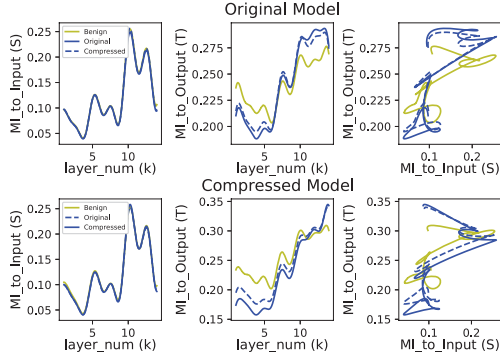 Original Model
MI_to_Input (S)
0.25
0.20
0.15
0.10
0.05
Benign
Original
Compressed
5
10
layer_num (k)
MI_to_Output (T)
0.275
0.250
0.225
0.200
5
10
layer_num (k)
MI_to_Output (T)
0.275
0.250
0.225
0.200
0.1
0.2
MI_to_Input (S)
Compressed Model
MI_to_Input (S)
0.25
0.20
0.15
0.10
0.05
Benign
Original
Compressed
5
10
layer_num (k)
MI_to_Output (T)
0.35
0.30
0.25
0.20
0.15
5
10
layer_num (k)
MI_to_Output (T)
0.35
0.30
0.25
0.20
0.15
0.1
0.2
MI_to_Input (S)